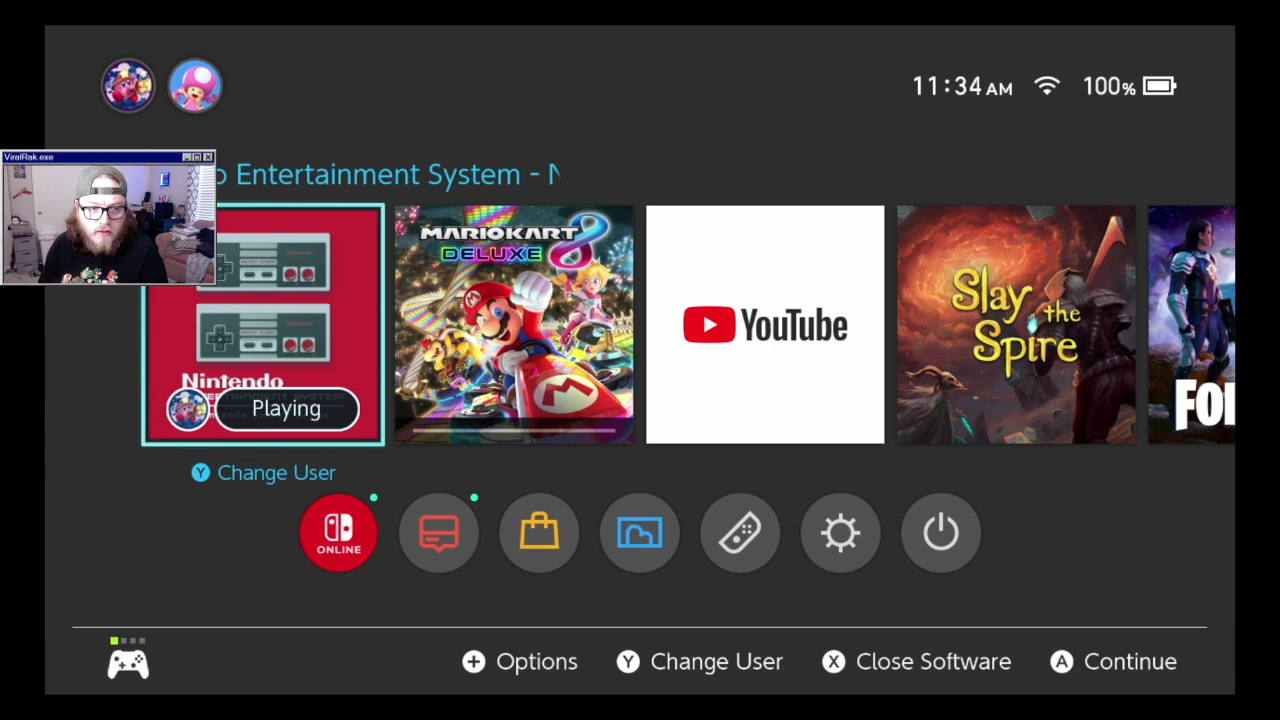 11:34 AM 100%
ViralRak.exe
Entertainment System - N
MARIOKART 8
DELUXE
YouTube
Slay
the
Spire
Nintendo
Playing
Y Change User
ONLINE
+ Options Y Change User X Close Software A Continue